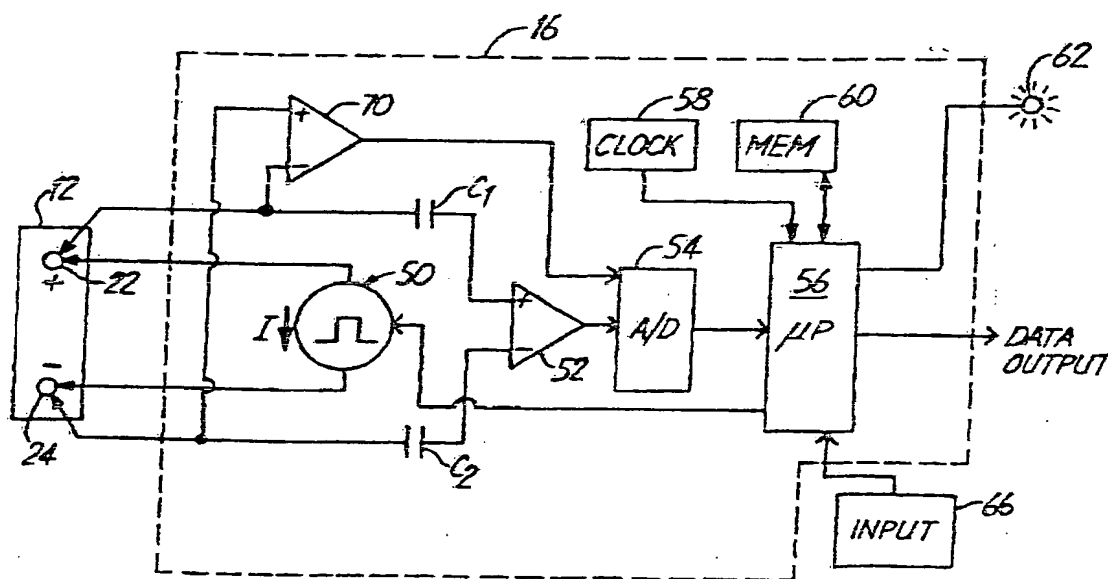 16
62
70
58
60
+
CLOCK
MEM
12
C1
-
54
50
56
+
22
+
I
A/D
µP
DATA
OUTPUT
-
52
-
24
C2
66
INPUT